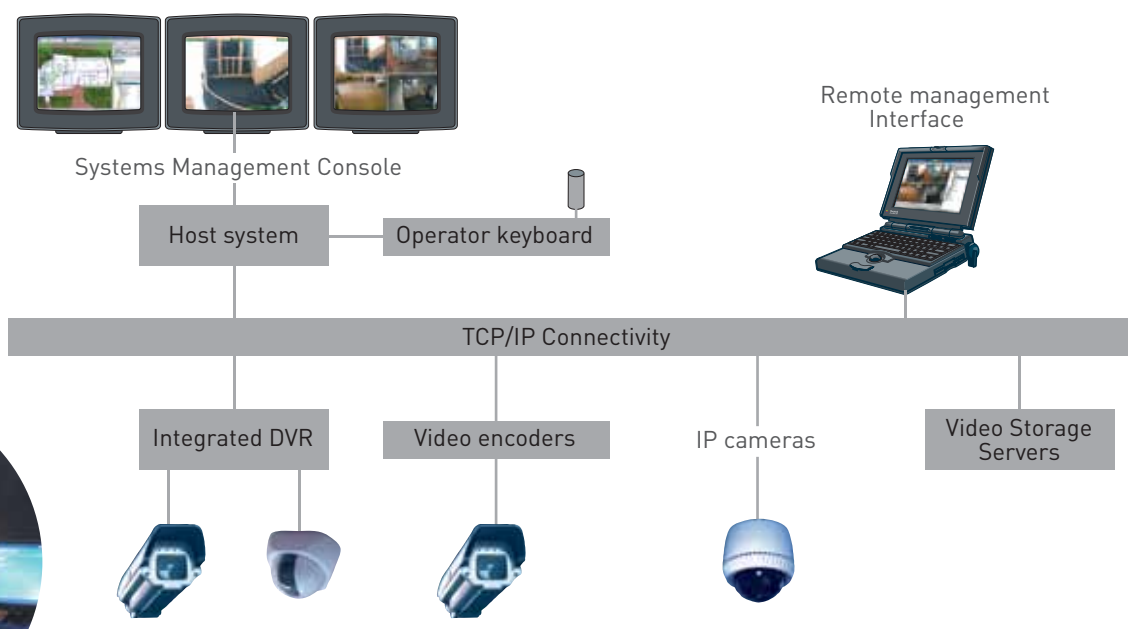 Remote management
Interface
Systems Management Console
Host system
Operator keyboard
TCP/IP Connectivity
Integrated DVR
Video encoders
IP cameras
Video Storage
Servers